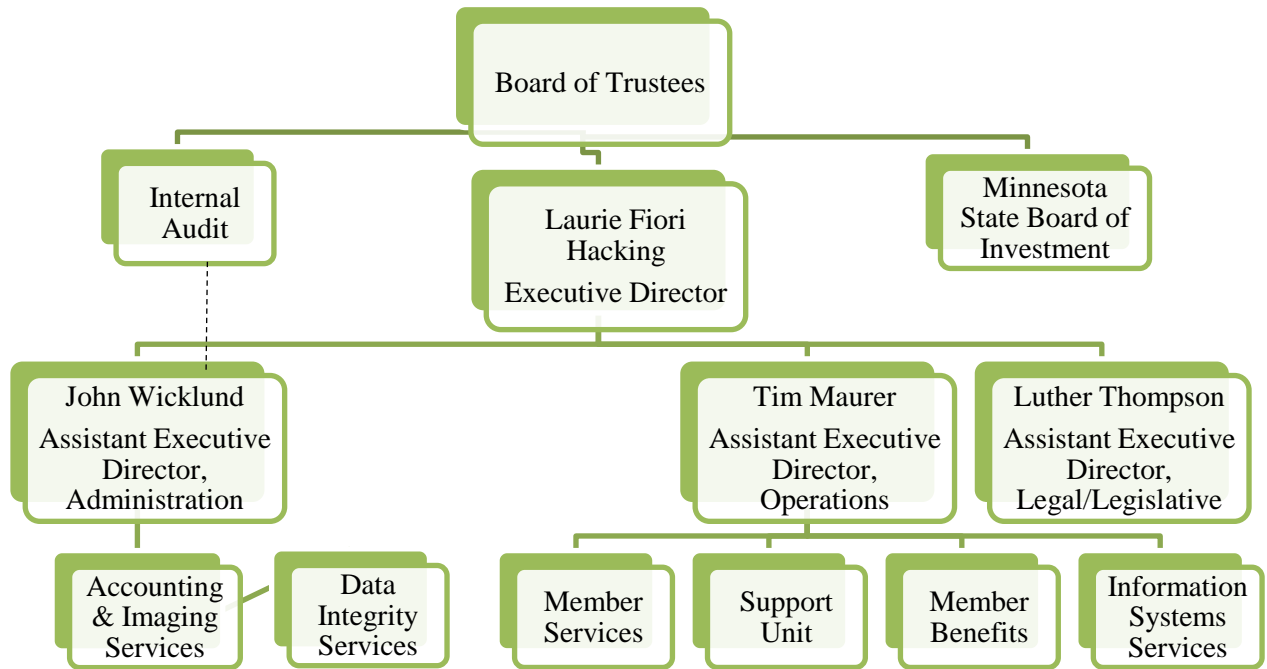 Board of Trustees
Internal
Audit
Laurie Fiori
Hacking
Executive Director
Minnesota
State Board of
Investment
John Wicklund
Assistant Executive
Director,
Administration
Tim Maurer
Assistant Executive
Director,
Operations
Luther Thompson
Assistant Executive
Director,
Legal/Legislative
Accounting
& Imaging
Services
Data
Integrity
Services
Member
Services
Support
Unit
Member
Benefits
Information
Systems
Services